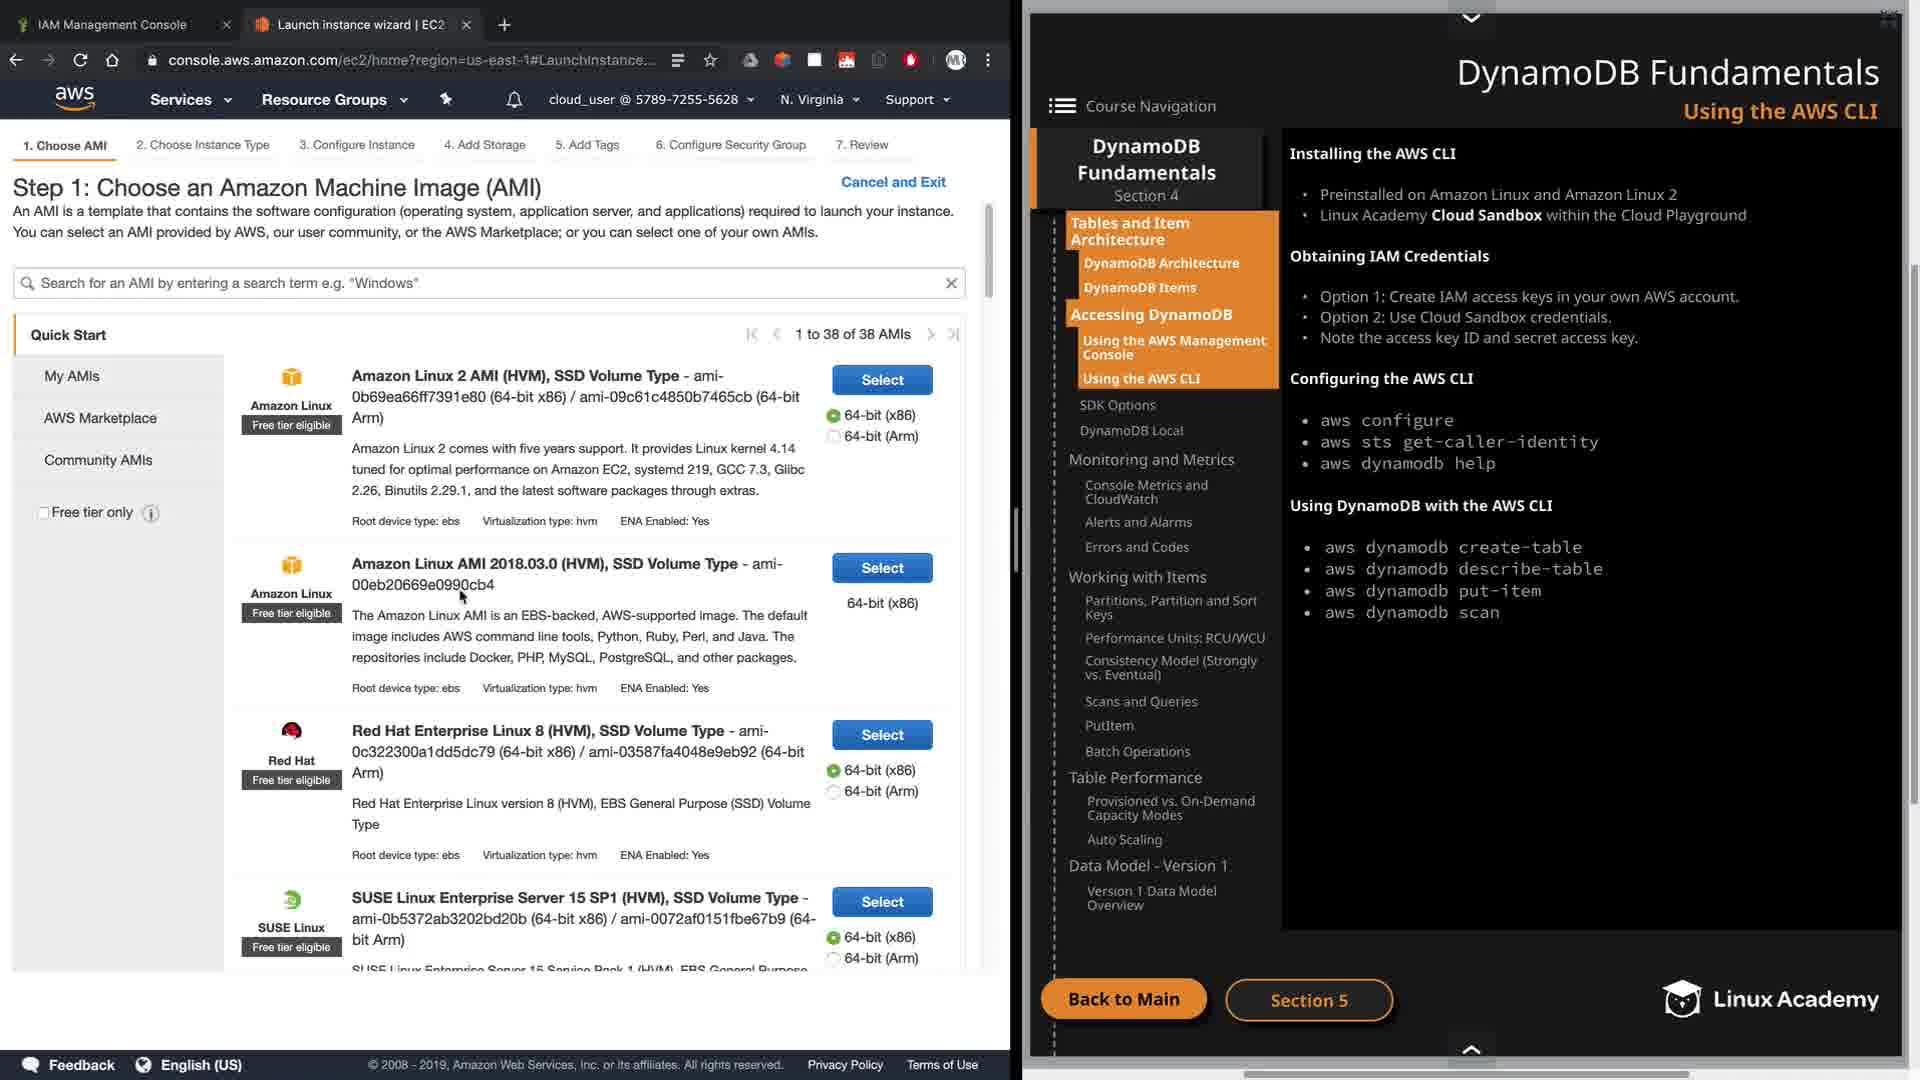 IAM Management Console
Launch instance wizard | EC2
console.aws.amazon.com/ec2/home?region=us-east-1#LaunchInstance...
aws
Services
Resource Groups
cloud_user @ 5789-7255-5628
N. Virginia
Support
1. Choose AMI
2. Choose Instance Type
3. Configure Instance
4. Add Storage
5. Add Tags
6. Configure Security Group
7. Review
Step 1: Choose an Amazon Machine Image (AMI)
Cancel and Exit
An AMI is a template that contains the software configuration (operating system, application server, and applications) required to launch your instance.
You can select an AMI provided by AWS, our user community, or the AWS Marketplace; or you can select one of your own AMIs.
Search for an AMI by entering a search term e.g. "Windows"
Quick Start
My AMIs
AWS Marketplace
Community AMIs
Free tier only
1 to 38 of 38 AMIs
Amazon Linux
Free tier eligible
Amazon Linux 2 AMI (HVM), SSD Volume Type - ami-
0b69ea66ff7391e80 (64-bit x86) / ami-09c61c4850b7465cb (64-bit
Arm)
Amazon Linux 2 comes with five years support. It provides Linux kernel 4.14
tuned for optimal performance on Amazon EC2, systemd 219, GCC 7.3, Glibc
2.26, Binutils 2.29.1, and the latest software packages through extras.
Root device type: ebs Virtualization type: hvm ENA Enabled: Yes
Select
64-bit (x86)
64-bit (Arm)
Amazon Linux
Free tier eligible
Amazon Linux AMI 2018.03.0 (HVM), SSD Volume Type - ami-
00eb20669e0990cb4
The Amazon Linux AMI is an EBS-backed, AWS-supported image. The default
image includes AWS command line tools, Python, Ruby, Perl, and Java. The
repositories include Docker, PHP, MySQL, PostgreSQL, and other packages.
Root device type: ebs Virtualization type: hvm ENA Enabled: Yes
Select
64-bit (x86)
Red Hat
Free tier eligible
Red Hat Enterprise Linux 8 (HVM), SSD Volume Type - ami-
0c322300a1dd5dc79 (64-bit x86) / ami-03587fa4048e9eb92 (64-bit
Arm)
Red Hat Enterprise Linux version 8 (HVM), EBS General Purpose (SSD) Volume
Type
Root device type: ebs Virtualization type: hvm ENA Enabled: Yes
Select
64-bit (x86)
64-bit (Arm)
SUSE Linux
Free tier eligible
SUSE Linux Enterprise Server 15 SP1 (HVM), SSD Volume Type -
ami-0b5372ab3202bd20b (64-bit x86) / ami-0072af0151fbe67b9 (64-
bit Arm)
SUSE Linux Enterprise Server 15 Service Pack 1 (HVM), EBS General Purpose
Select
64-bit (x86)
64-bit (Arm)
Feedback
English (US)
© 2008 - 2019, Amazon Web Services, Inc. or its affiliates. All rights reserved.
Privacy Policy
Terms of Use
DynamoDB Fundamentals
Using the AWS CLI
Course Navigation
DynamoDB
Fundamentals
Section 4
Tables and Item
Architecture
DynamoDB Architecture
DynamoDB Items
Accessing DynamoDB
Using the AWS Management
Console
Using the AWS CLI
SDK Options
DynamoDB Local
Monitoring and Metrics
Console Metrics and
CloudWatch
Alerts and Alarms
Errors and Codes
Working with Items
Partitions, Partition and Sort
Keys
Performance Units: RCU/WCU
Consistency Model (Strongly
vs. Eventual)
Scans and Queries
PutItem
Batch Operations
Table Performance
Provisioned vs. On-Demand
Capacity Modes
Auto Scaling
Data Model - Version 1
Version 1 Data Model
Overview
Installing the AWS CLI
• Preinstalled on Amazon Linux and Amazon Linux 2
• Linux Academy Cloud Sandbox within the Cloud Playground
Obtaining IAM Credentials
• Option 1: Create IAM access keys in your own AWS account.
• Option 2: Use Cloud Sandbox credentials.
• Note the access key ID and secret access key.
Configuring the AWS CLI
• aws configure
• aws sts get-caller-identity
• aws dynamodb help
Using DynamoDB with the AWS CLI
• aws dynamodb create-table
• aws dynamodb describe-table
• aws dynamodb put-item
• aws dynamodb scan
Back to Main
Section 5
Linux Academy